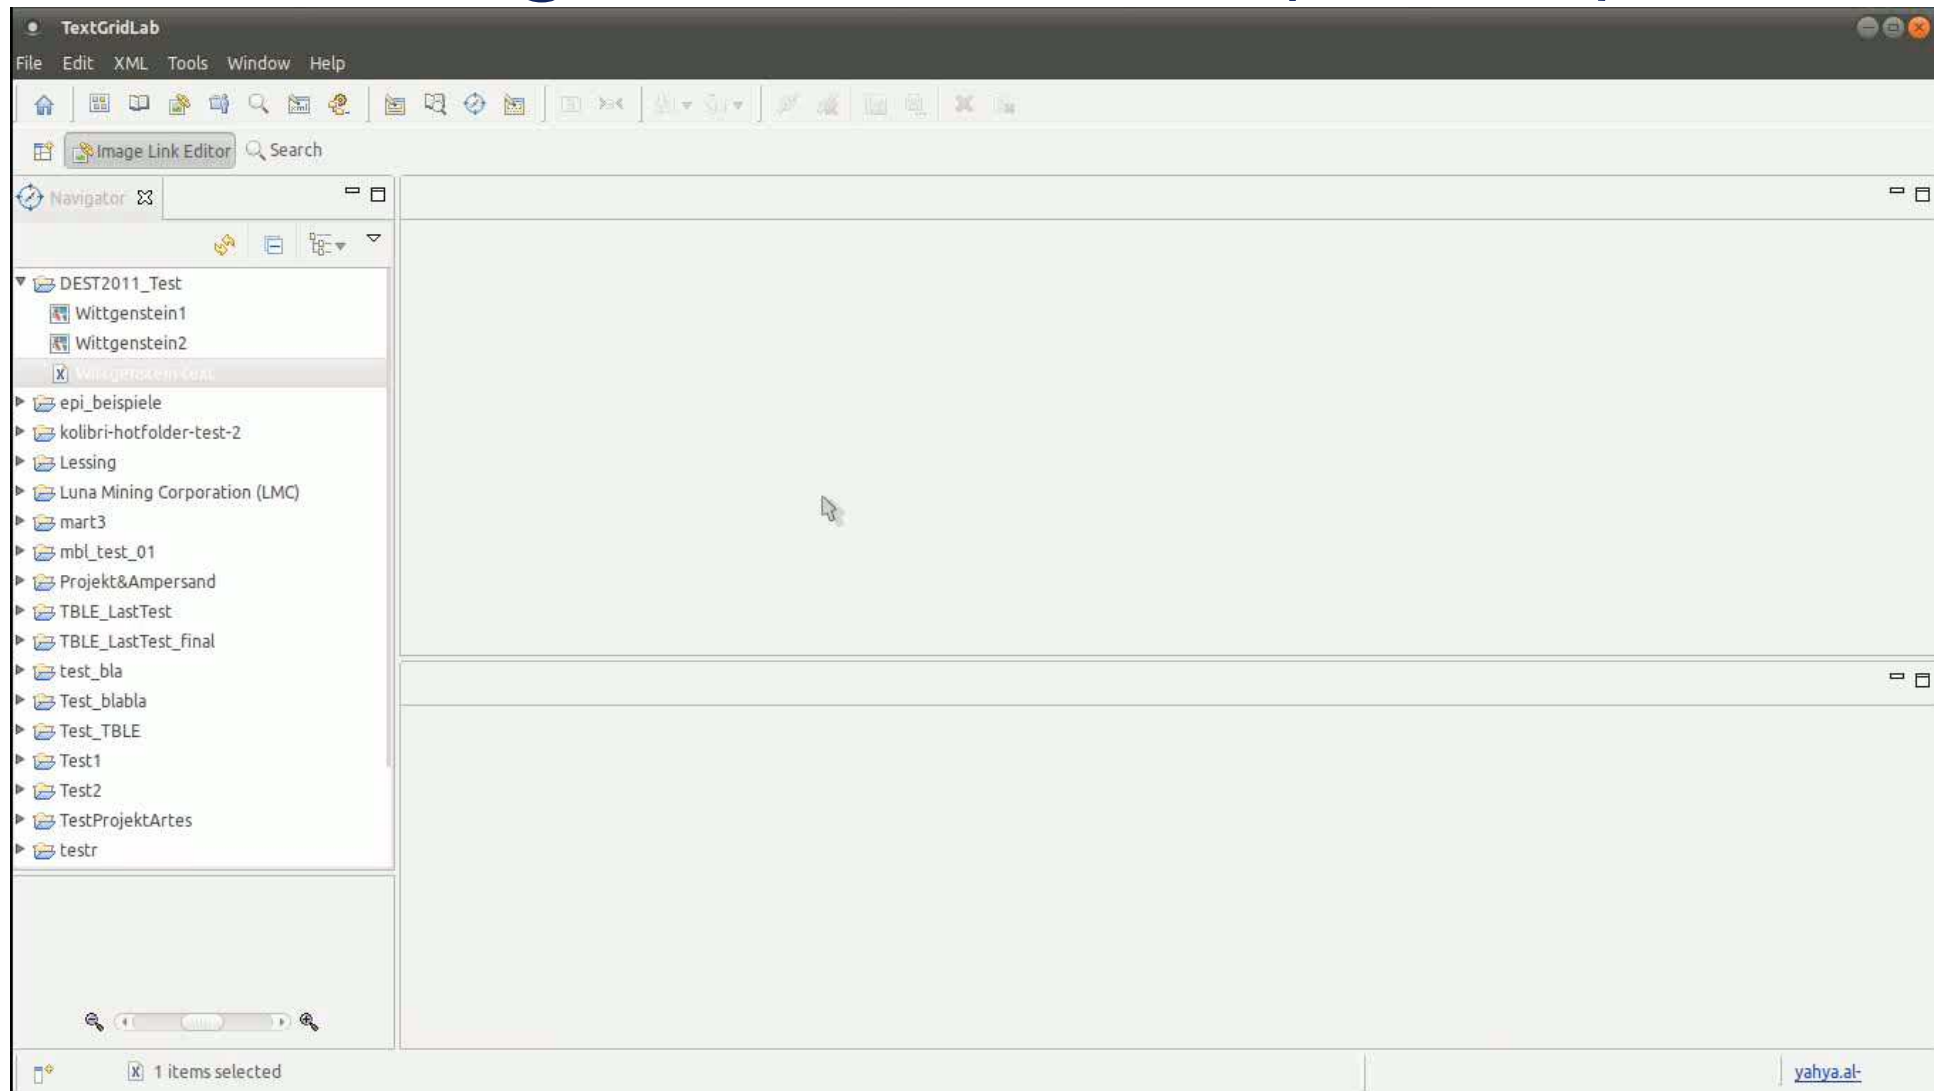 TextGridLab
File Edit XML Tools Window Help
Image Link Editor Search
Navigator
DEST2011_Test
Wittgenstein1
Wittgenstein2
epi_beispiele
kolibri-hotfolder-test-2
Lessing
Luna Mining Corporation (LMC)
mart3
mbl_test_01
Projekt&Ampersand
TBLE_LastTest
TBLE_LastTest_final
test_bla
Test_blabla
Test_TBLE
Test1
Test2
TestProjektArtes
testr
1 items selected
yahya.al-